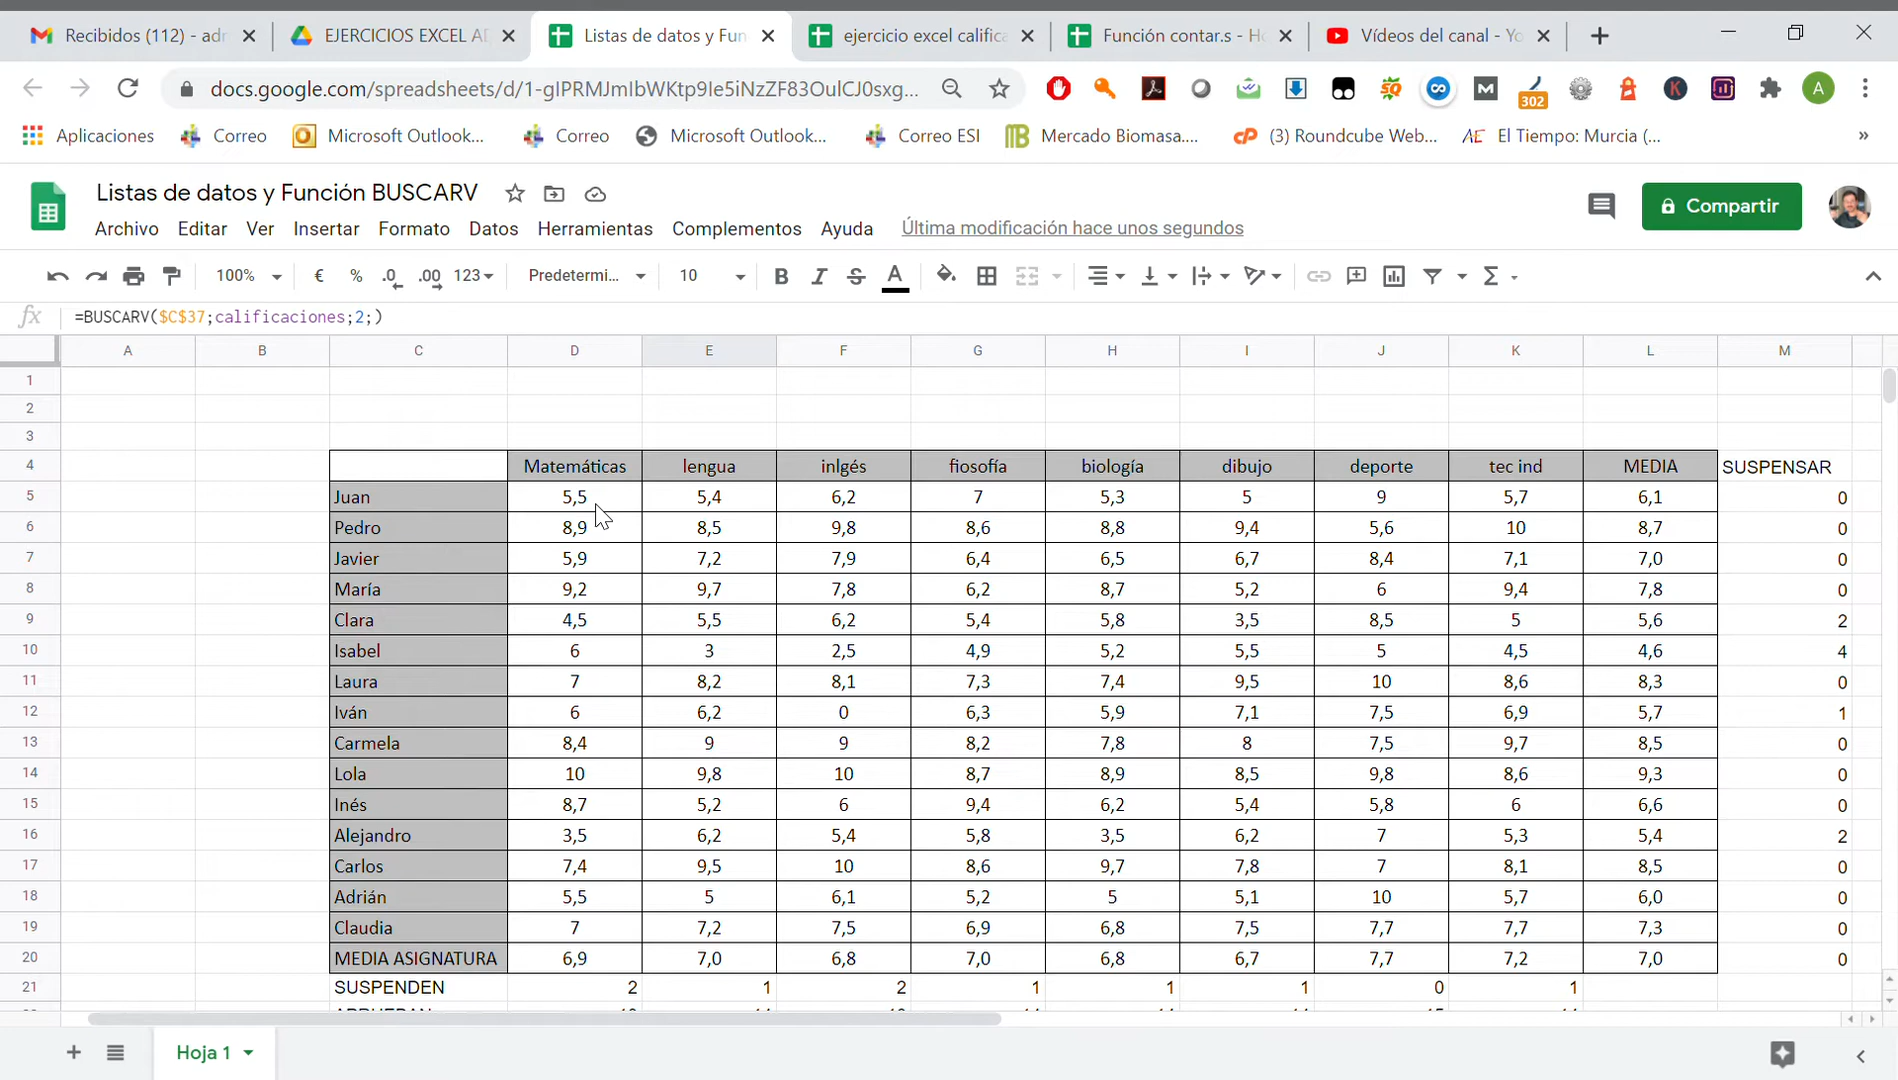 Recibidos (112) - adr
EJERCICIOS EXCEL AD
Listas de datos y Fun
ejercicio excel califica
Función contar.s - Ho
Vídeos del canal - Yo
docs.google.com/spreadsheets/d/1-gIPRMJmIbWKtp9Ie5iNzZF83OulCJ0sxg...
302
A
Aplicaciones
Correo
Microsoft Outlook...
Correo
Microsoft Outlook...
Correo ESI
Mercado Biomasa....
(3) Roundcube Web...
El Tiempo: Murcia (...
Listas de datos y Función BUSCARV
Compartir
Archivo Editar Ver Insertar Formato Datos Herramientas Complementos Ayuda Última modificación hace unos segundos
100% € % .0 .00 123 Predetermi... 10 B I S A Σ
fx =BUSCARV($C$37;calificaciones;2;)
A B C D E F G H I J K L M
1
2
3
4 Matemáticas lengua inlgés fiosofía biología dibujo deporte tec ind MEDIA SUSPENSAR
5 Juan 5,5 5,4 6,2 7 5,3 5 9 5,7 6,1 0
6 Pedro 8,9 8,5 9,8 8,6 8,8 9,4 5,6 10 8,7 0
7 Javier 5,9 7,2 7,9 6,4 6,5 6,7 8,4 7,1 7,0 0
8 María 9,2 9,7 7,8 6,2 8,7 5,2 6 9,4 7,8 0
9 Clara 4,5 5,5 6,2 5,4 5,8 3,5 8,5 5 5,6 2
10 Isabel 6 3 2,5 4,9 5,2 5,5 5 4,5 4,6 4
11 Laura 7 8,2 8,1 7,3 7,4 9,5 10 8,6 8,3 0
12 Iván 6 6,2 0 6,3 5,9 7,1 7,5 6,9 5,7 1
13 Carmela 8,4 9 9 8,2 7,8 8 7,5 9,7 8,5 0
14 Lola 10 9,8 10 8,7 8,9 8,5 9,8 8,6 9,3 0
15 Inés 8,7 5,2 6 9,4 6,2 5,4 5,8 6 6,6 0
16 Alejandro 3,5 6,2 5,4 5,8 3,5 6,2 7 5,3 5,4 2
17 Carlos 7,4 9,5 10 8,6 9,7 7,8 7 8,1 8,5 0
18 Adrián 5,5 5 6,1 5,2 5 5,1 10 5,7 6,0 0
19 Claudia 7 7,2 7,5 6,9 6,8 7,5 7,7 7,7 7,3 0
20 MEDIA ASIGNATURA 6,9 7,0 6,8 7,0 6,8 6,7 7,7 7,2 7,0 0
21 SUSPENDEN 2 1 2 1 1 1 0 1
Hoja 1